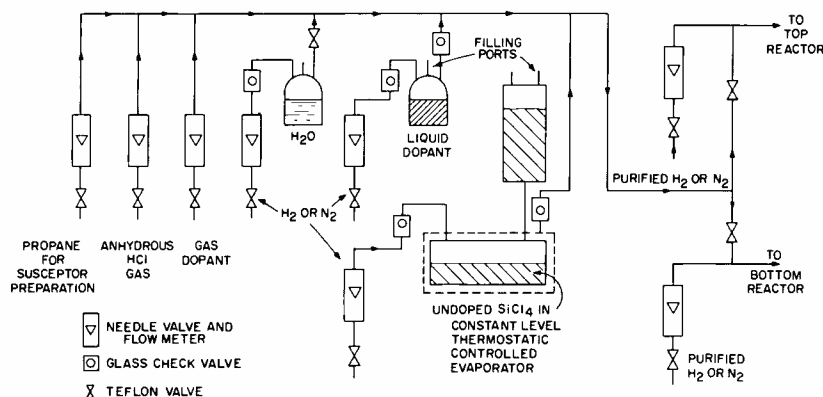 TO
TOP
REACTOR
FILLING
PORTS
H2O
LIQUID
DOPANT
PURIFIED H2 OR N2
H2 OR N2
PROPANE
FOR
SUSCEPTOR
PREPARATION
ANHYDROUS
HCl
GAS
GAS
DOPANT
TO
BOTTOM
REACTOR
UNDOPED SiCl4 IN
CONSTANT LEVEL
THERMOSTATIC
CONTROLLED
EVAPORATOR
NEEDLE VALVE AND
FLOW METER
GLASS CHECK VALVE
TEFLON VALVE
PURIFIED
H2 OR N2